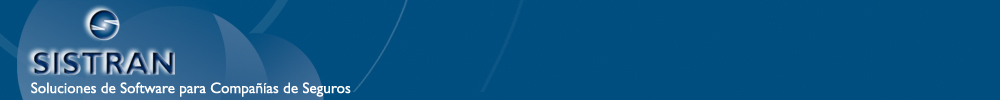 SISTRAN
Soluciones de Software para Compañías de Seguros